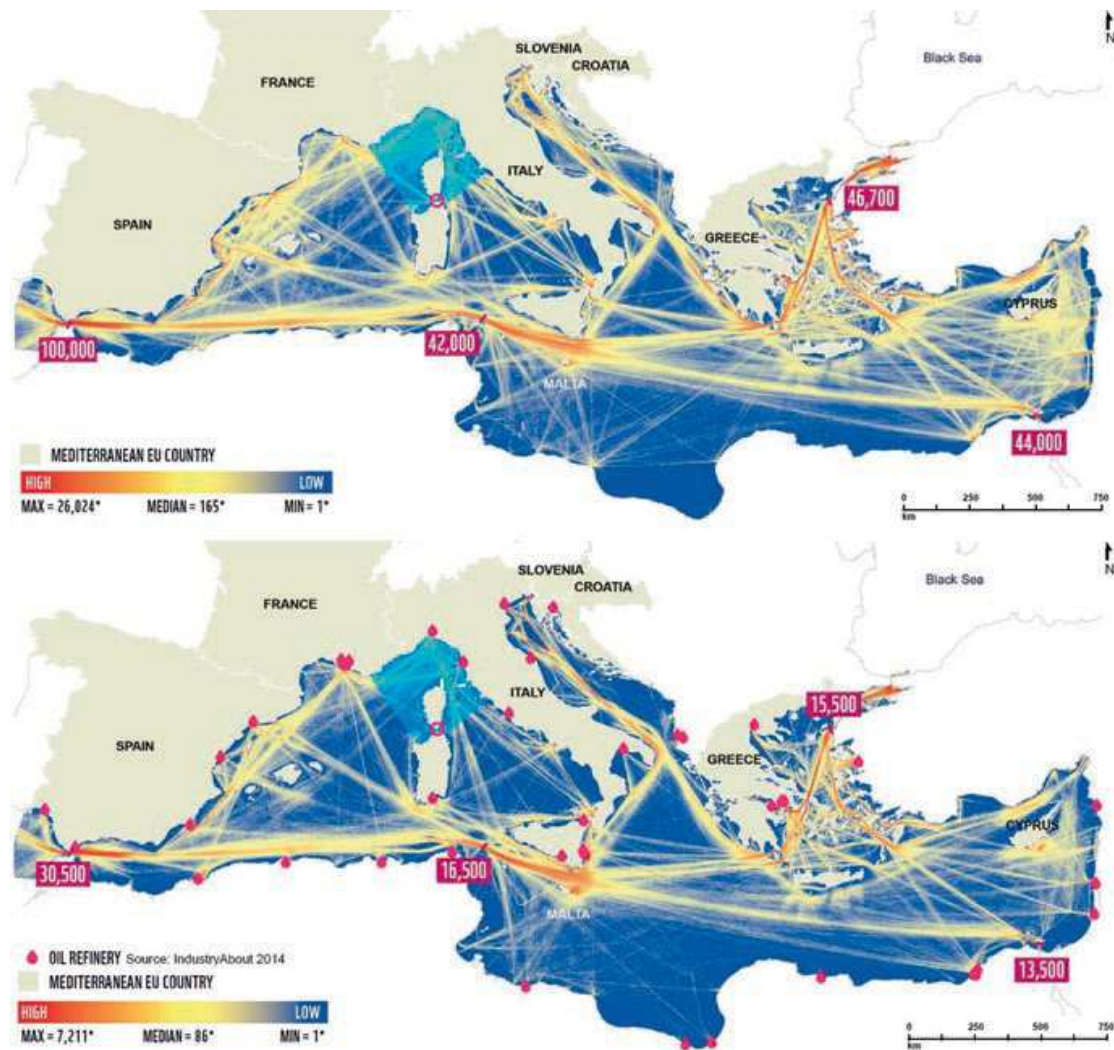 SLOVENIA
CROATIA
FRANCE
Black Sea
N
ITALY
SPAIN
46,700
GREECE
CYPRUS
100,000
42,000
MALTA
44,000
MEDITERRANEAN EU COUNTRY
HIGH LOW
MAX = 26,024* MEDIAN = 165* MIN = 1*
0 250 500 750
km
SLOVENIA
CROATIA
FRANCE
Black Sea
N
ITALY
SPAIN
15,500
GREECE
CYPRUS
30,500
16,500
MALTA
13,500
OIL REFINERY Source: IndustryAbout 2014
MEDITERRANEAN EU COUNTRY
HIGH LOW
MAX = 7,211* MEDIAN = 86* MIN = 1*
0 250 500 750
km